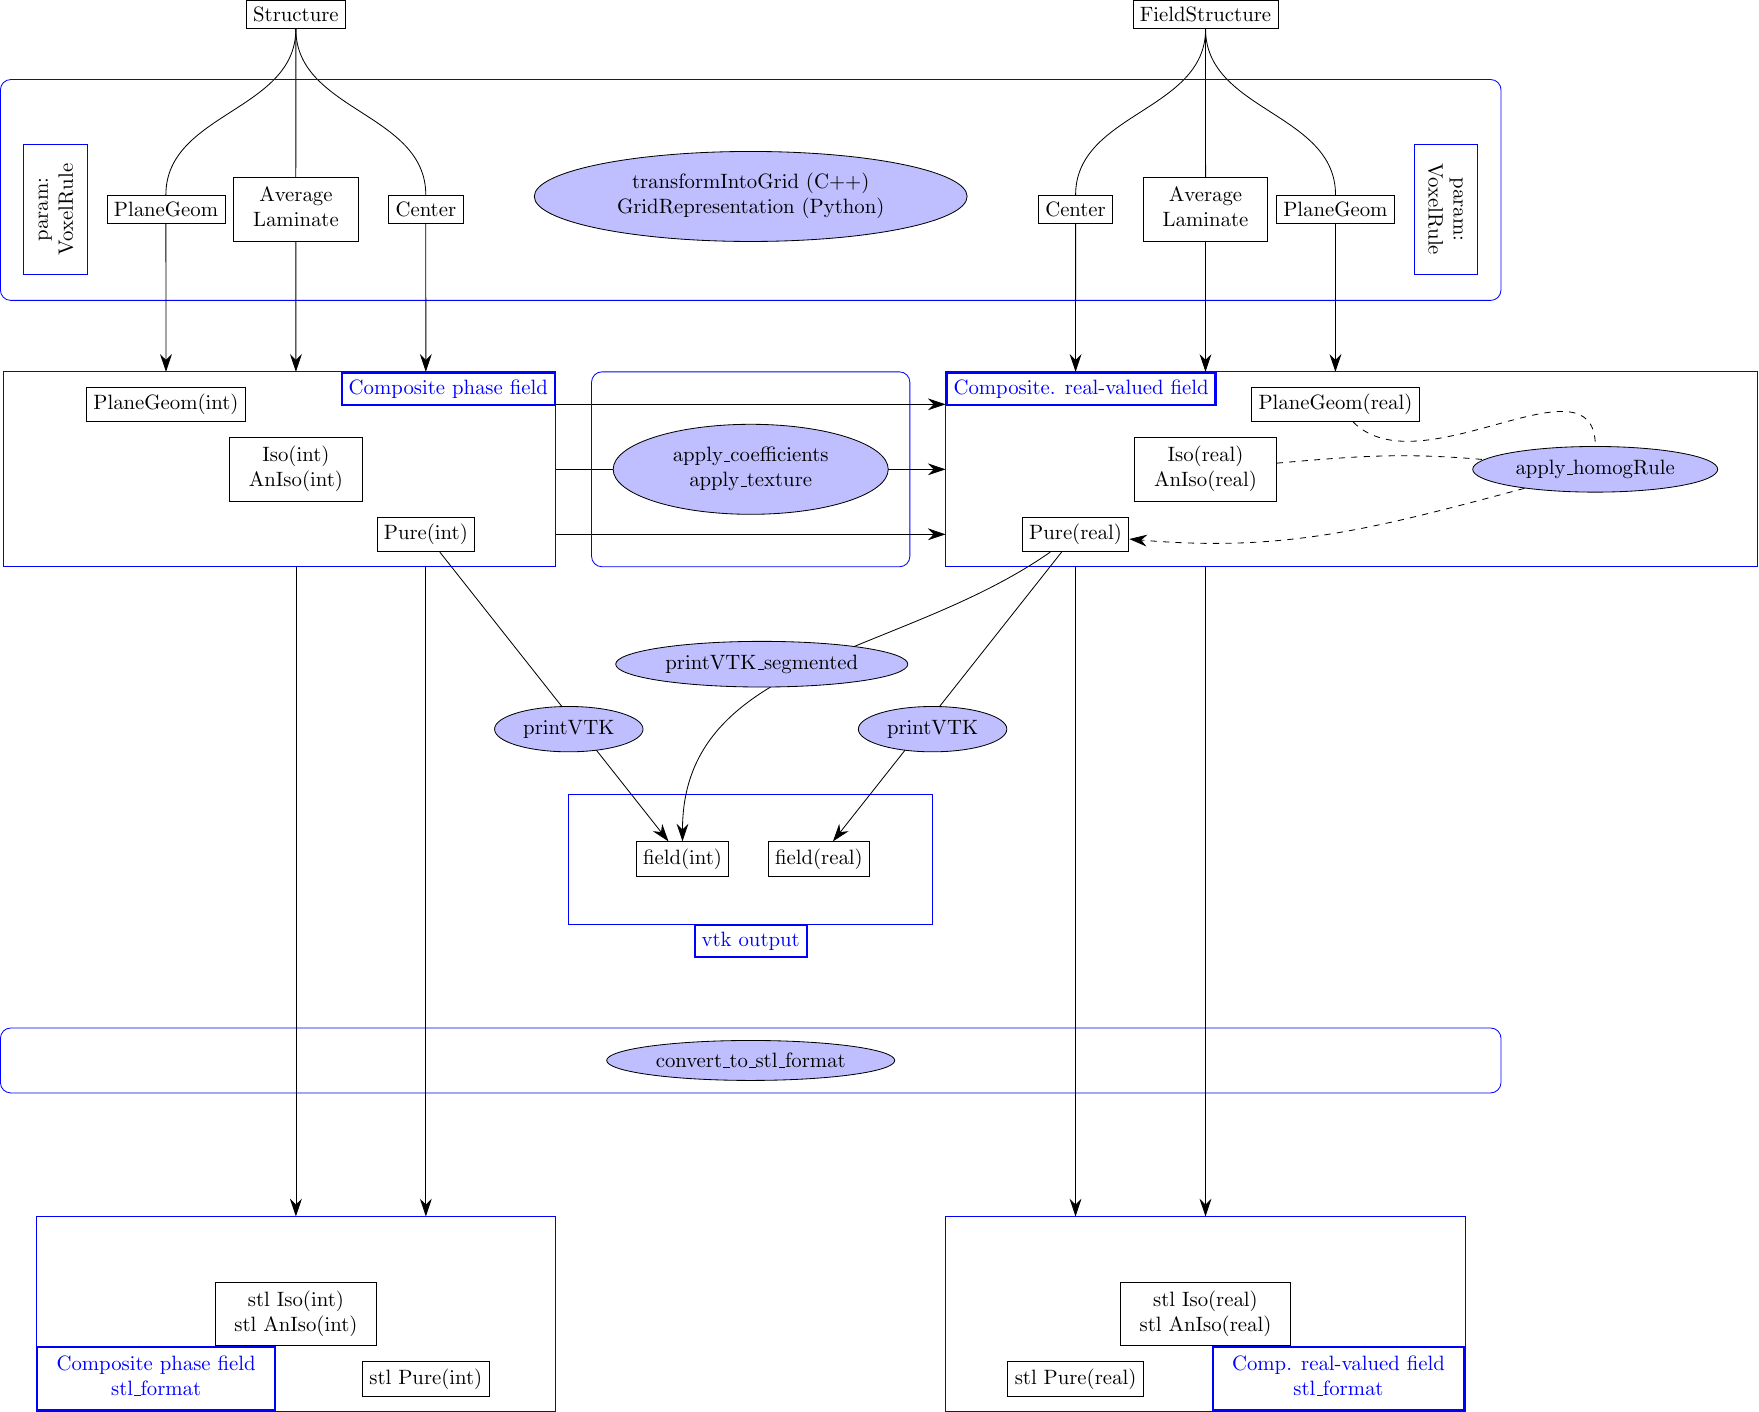 Structure
FieldStructure
param:
VoxelRule
PlaneGeom
Average
Laminate
Center
transformIntoGrid (C++)
GridRepresentation (Python)
Center
Average
Laminate
PlaneGeom
param:
VoxelRule
Composite phase field
PlaneGeom(int)
Iso(int)
AnIso(int)
Pure(int)
apply_coefficients
apply_texture
Composite. real-valued field
PlaneGeom(real)
Iso(real)
AnIso(real)
apply_homogRule
Pure(real)
printVTK_segmented
printVTK
printVTK
field(int)
field(real)
vtk output
convert_to_stl_format
stl Iso(int)
stl AnIso(int)
Composite phase field
stl_format
stl Pure(int)
stl Iso(real)
stl AnIso(real)
stl Pure(real)
Comp. real-valued field
stl_format